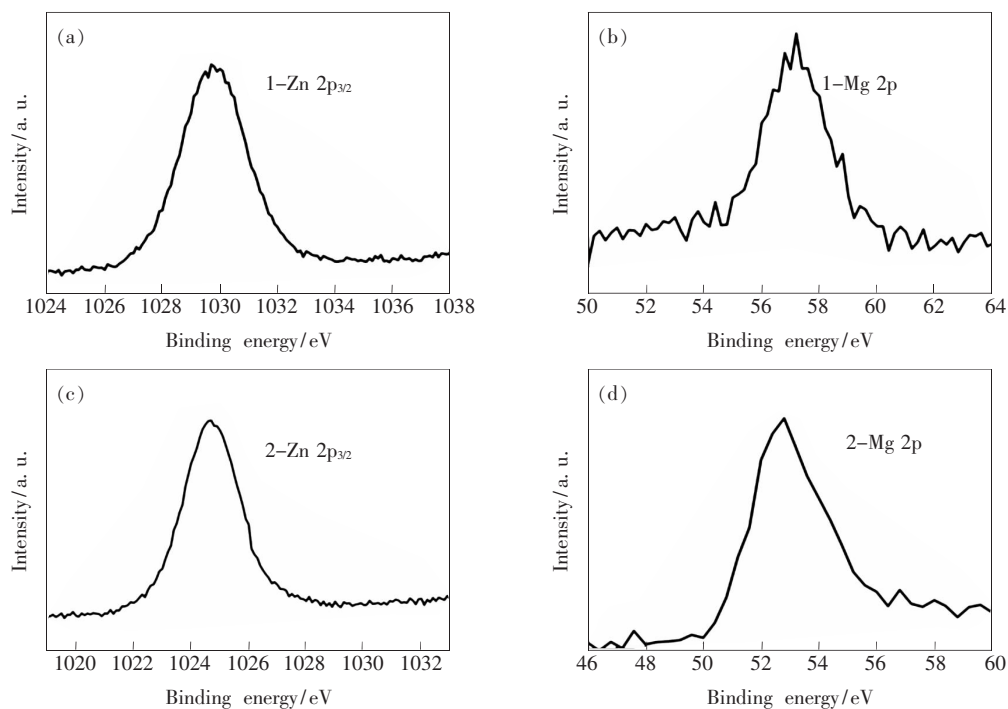 (a)
1-Zn 2p3/2
Intensity/a. u.
1024 1026 1028 1030 1032 1034 1036 1038
Binding energy/eV
(b)
1-Mg 2p
Intensity/a. u.
50 52 54 56 58 60 62 64
Binding energy/eV
(c)
2-Zn 2p3/2
Intensity/a. u.
1020 1022 1024 1026 1028 1030 1032
Binding energy/eV
(d)
2-Mg 2p
Intensity/a. u.
46 48 50 52 54 56 58 60
Binding energy/eV